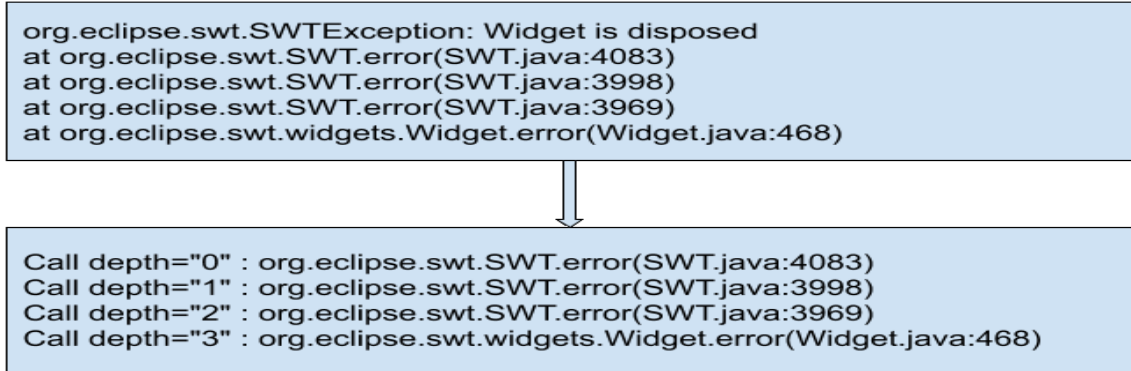 org.eclipse.swt.SWTException: Widget is disposed
at org.eclipse.swt.SWT.error(SWT.java:4083)
at org.eclipse.swt.SWT.error(SWT.java:3998)
at org.eclipse.swt.SWT.error(SWT.java:3969)
at org.eclipse.swt.widgets.Widget.error(Widget.java:468)
Call depth="0" : org.eclipse.swt.SWT.error(SWT.java:4083)
Call depth="1" : org.eclipse.swt.SWT.error(SWT.java:3998)
Call depth="2" : org.eclipse.swt.SWT.error(SWT.java:3969)
Call depth="3" : org.eclipse.swt.widgets.Widget.error(Widget.java:468)